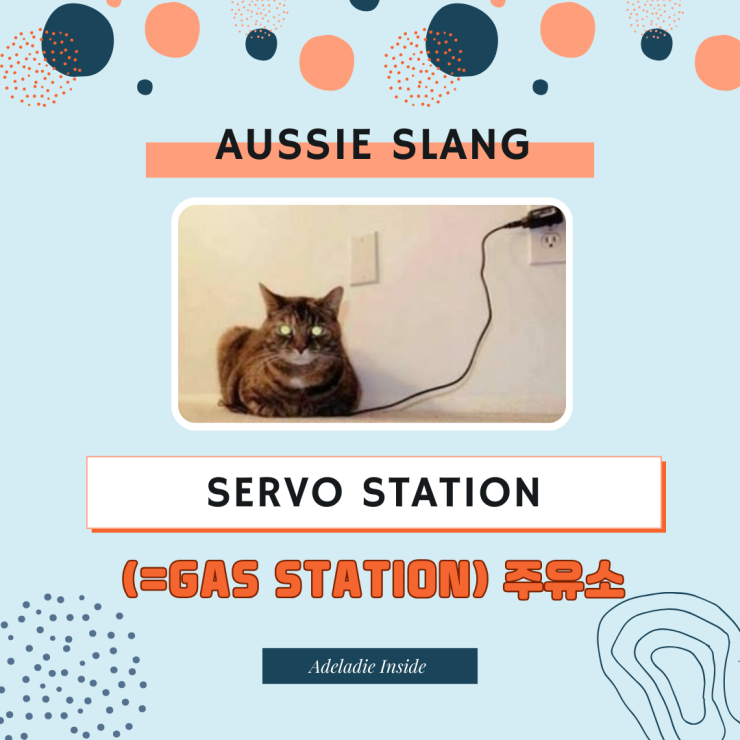 AUSSIE SLANG
SERVO STATION
(=GAS STATION) 주유소
Adeladie Inside